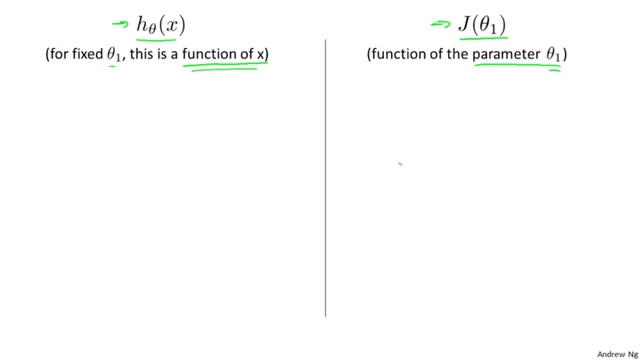 → hθ(x)
(for fixed θ₁, this is a function of x)
→ J(θ₁)
(function of the parameter θ₁)
Andrew Ng